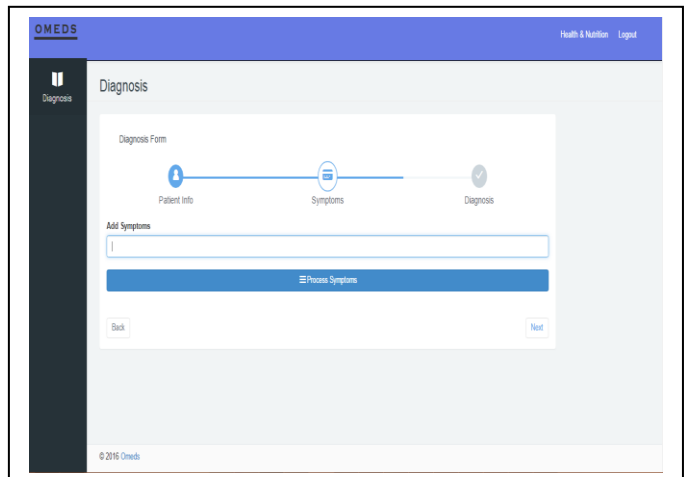 OMEDS
Health & Nutrition Logout
Diagnosis
Diagnosis
Diagnosis Form
Patient Info Symptoms Diagnosis
Add Symptoms
Process Symptoms
Back Next
© 2016 Omeds